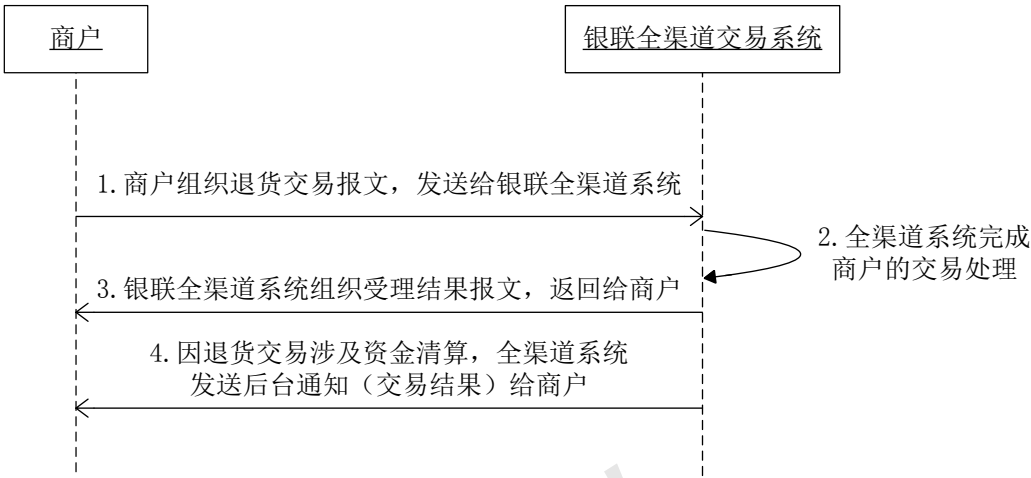 商户
银联全渠道交易系统
1.商户组织退货交易报文，发送给银联全渠道系统
2.全渠道系统完成
商户的交易处理
3.银联全渠道系统组织受理结果报文，返回给商户
4.因退货交易涉及资金清算，全渠道系统
发送后台通知（交易结果）给商户